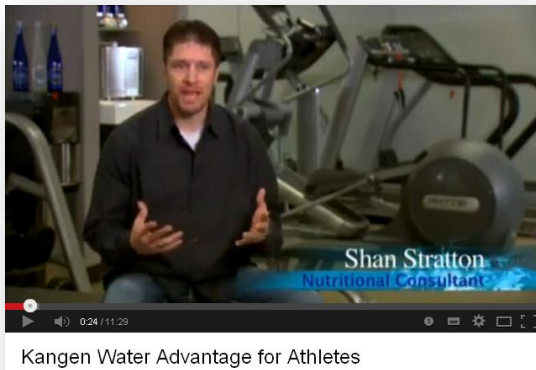 Shan Stratton
Nutritional Consultant
0:24 / 11:29
Kangen Water Advantage for Athletes